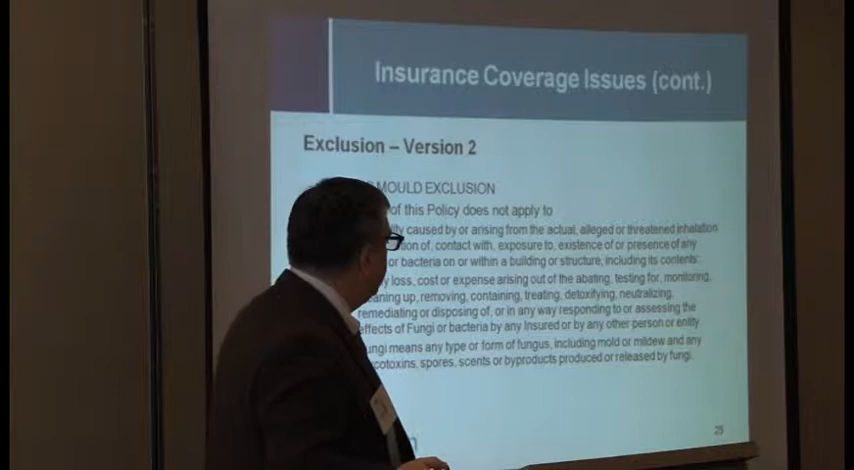 Insurance Coverage Issues (cont.)
Exclusion – Version 2
MOULD EXCLUSION
of this Policy does not apply to
caused by or arising from the actual, alleged or threatened inhalation
of, contact with, exposure to, existence of or presence of any
or bacteria on or within a building or structure, including its contents:
loss, cost or expense arising out of the abating, testing for, monitoring,
eaning up, removing, containing, treating, detoxifying, neutralizing,
remediating or disposing of, or in any way responding to or assessing the
effects of Fungi or bacteria by any Insured or by any other person or entity
ungi means any type or form of fungus, including mold or mildew and any
cotoxins, spores, scents or byproducts produced or released by fungi.
25